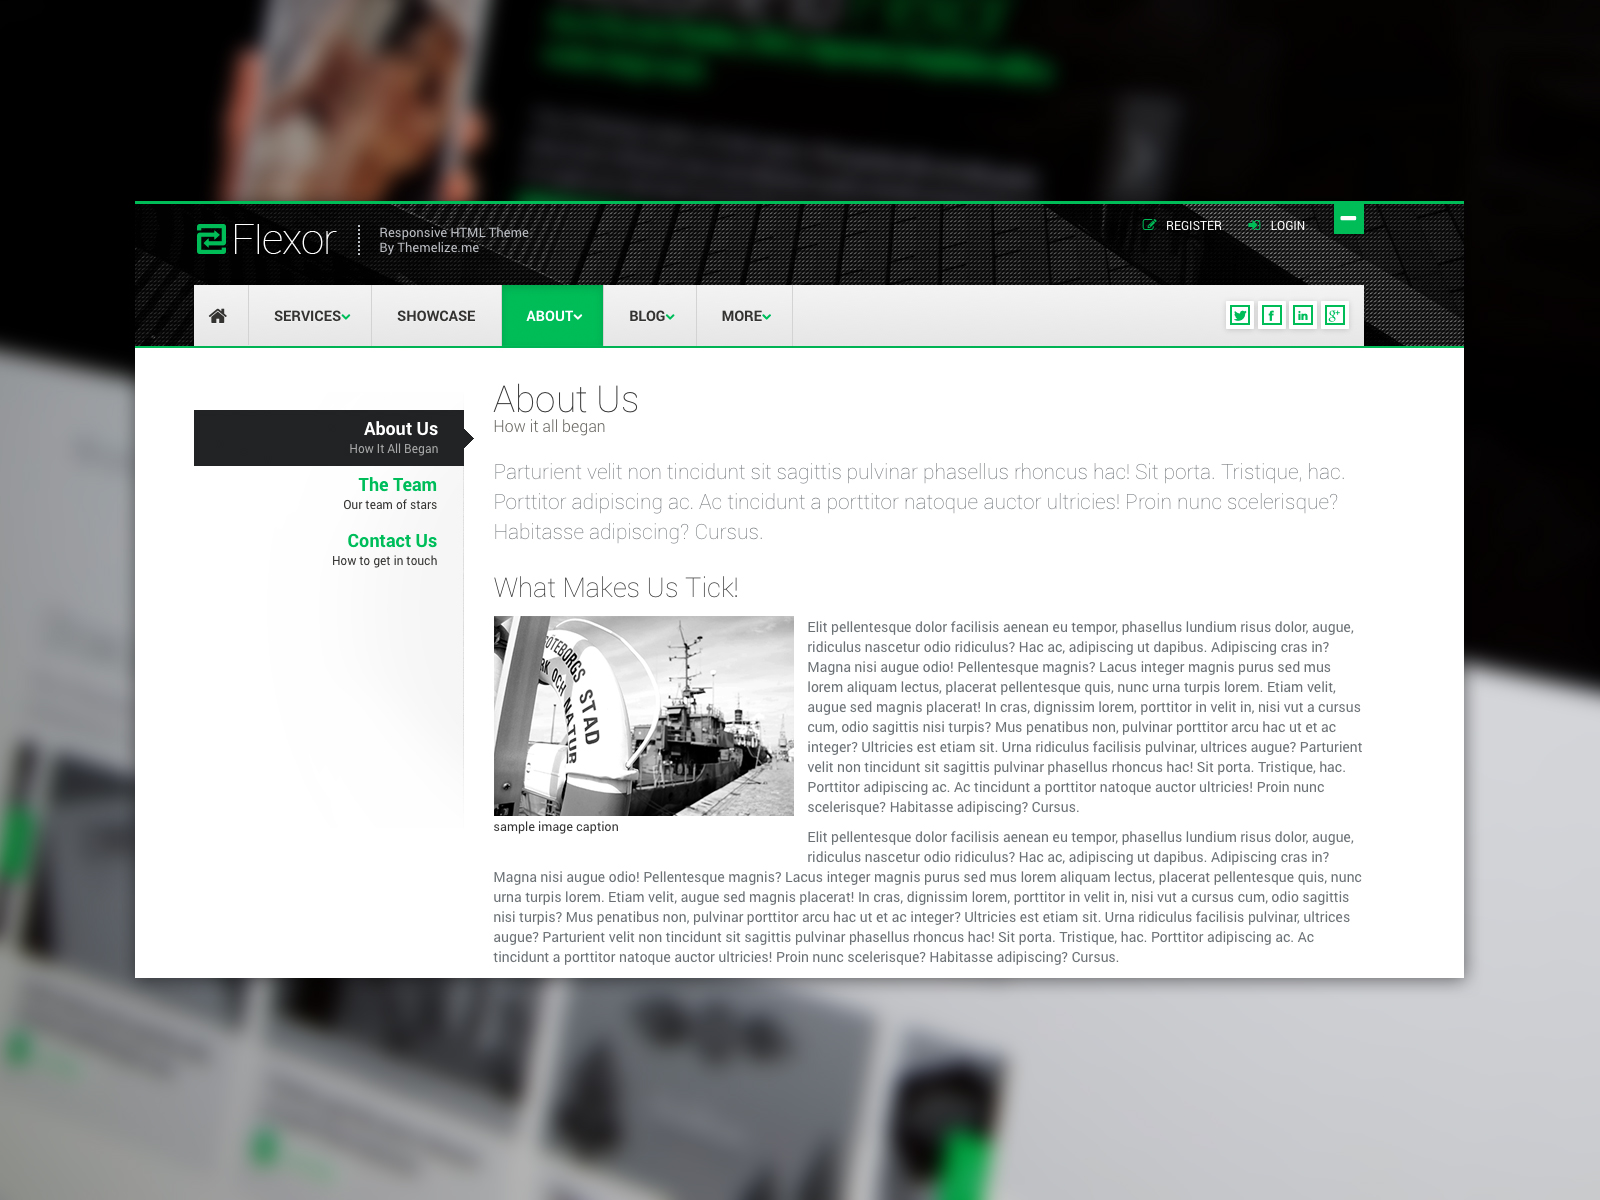 Flexor
Responsive HTML Theme
By Themelize.me
REGISTER
LOGIN
SERVICES
SHOWCASE
ABOUT
BLOG
MORE
About Us
How It All Began
The Team
Our team of stars
Contact Us
How to get in touch
About Us
How it all began
Parturient velit non tincidunt sit sagittis pulvinar phasellus rhoncus hac! Sit porta. Tristique, hac.
Porttitor adipiscing ac. Ac tincidunt a porttitor natoque auctor ultricies! Proin nunc scelerisque?
Habitasse adipiscing? Cursus.
What Makes Us Tick!
GÖTEBORGS STAD
RK OCH NATUR
sample image caption
Elit pellentesque dolor facilisis aenean eu tempor, phasellus lundium risus dolor, augue,
ridiculus nascetur odio ridiculus? Hac ac, adipiscing ut dapibus. Adipiscing cras in?
Magna nisi augue odio! Pellentesque magnis? Lacus integer magnis purus sed mus
lorem aliquam lectus, placerat pellentesque quis, nunc urna turpis lorem. Etiam velit,
augue sed magnis placerat! In cras, dignissim lorem, porttitor in velit in, nisi vut a cursus
cum, odio sagittis nisi turpis? Mus penatibus non, pulvinar porttitor arcu hac ut et ac
integer? Ultricies est etiam sit. Urna ridiculus facilisis pulvinar, ultrices augue? Parturient
velit non tincidunt sit sagittis pulvinar phasellus rhoncus hac! Sit porta. Tristique, hac.
Porttitor adipiscing ac. Ac tincidunt a porttitor natoque auctor ultricies! Proin nunc
scelerisque? Habitasse adipiscing? Cursus.
Elit pellentesque dolor facilisis aenean eu tempor, phasellus lundium risus dolor, augue,
ridiculus nascetur odio ridiculus? Hac ac, adipiscing ut dapibus. Adipiscing cras in?
Magna nisi augue odio! Pellentesque magnis? Lacus integer magnis purus sed mus lorem aliquam lectus, placerat pellentesque quis, nunc
urna turpis lorem. Etiam velit, augue sed magnis placerat! In cras, dignissim lorem, porttitor in velit in, nisi vut a cursus cum, odio sagittis
nisi turpis? Mus penatibus non, pulvinar porttitor arcu hac ut et ac integer? Ultricies est etiam sit. Urna ridiculus facilisis pulvinar, ultrices
augue? Parturient velit non tincidunt sit sagittis pulvinar phasellus rhoncus hac! Sit porta. Tristique, hac. Porttitor adipiscing ac. Ac
tincidunt a porttitor natoque auctor ultricies! Proin nunc scelerisque? Habitasse adipiscing? Cursus.